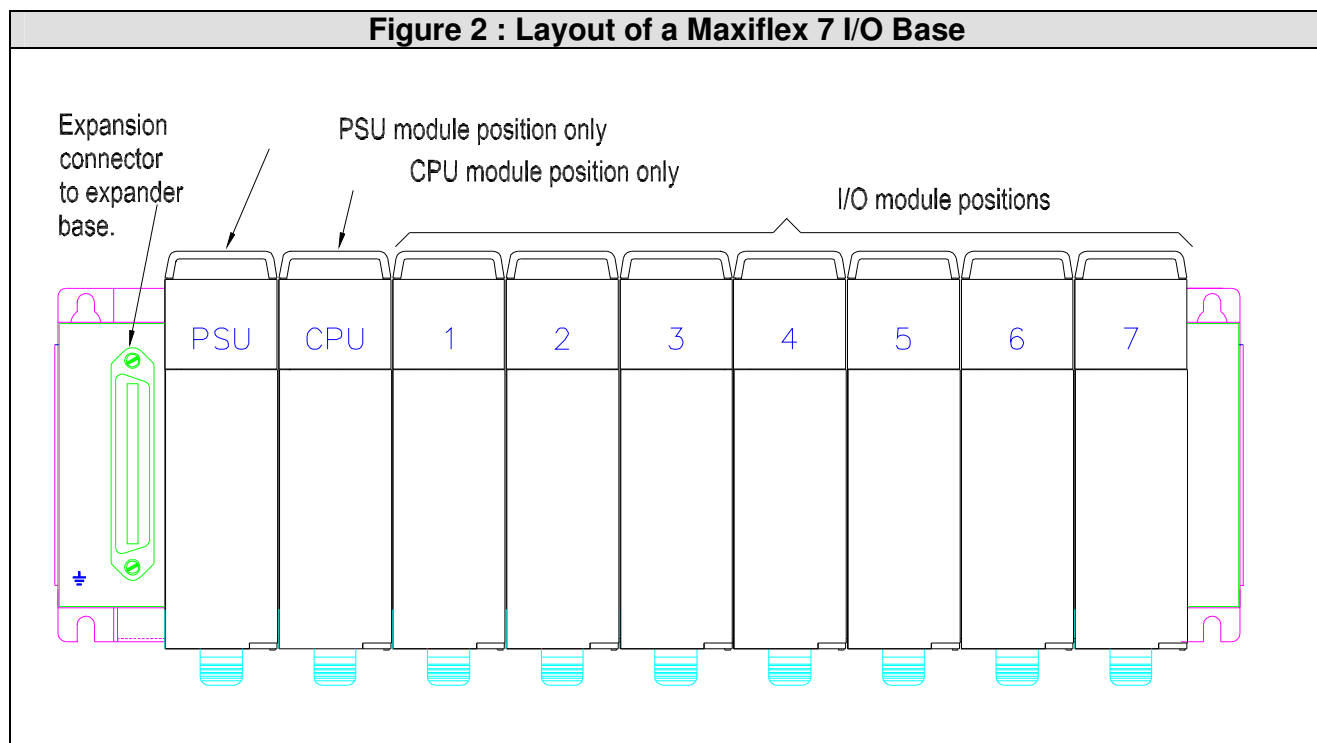 Figure 2 : Layout of a Maxiflex 7 I/O Base
Expansion
connector
to expander
base.
PSU module position only
CPU module position only
I/O module positions
PSU CPU 1 2 3 4 5 6 7